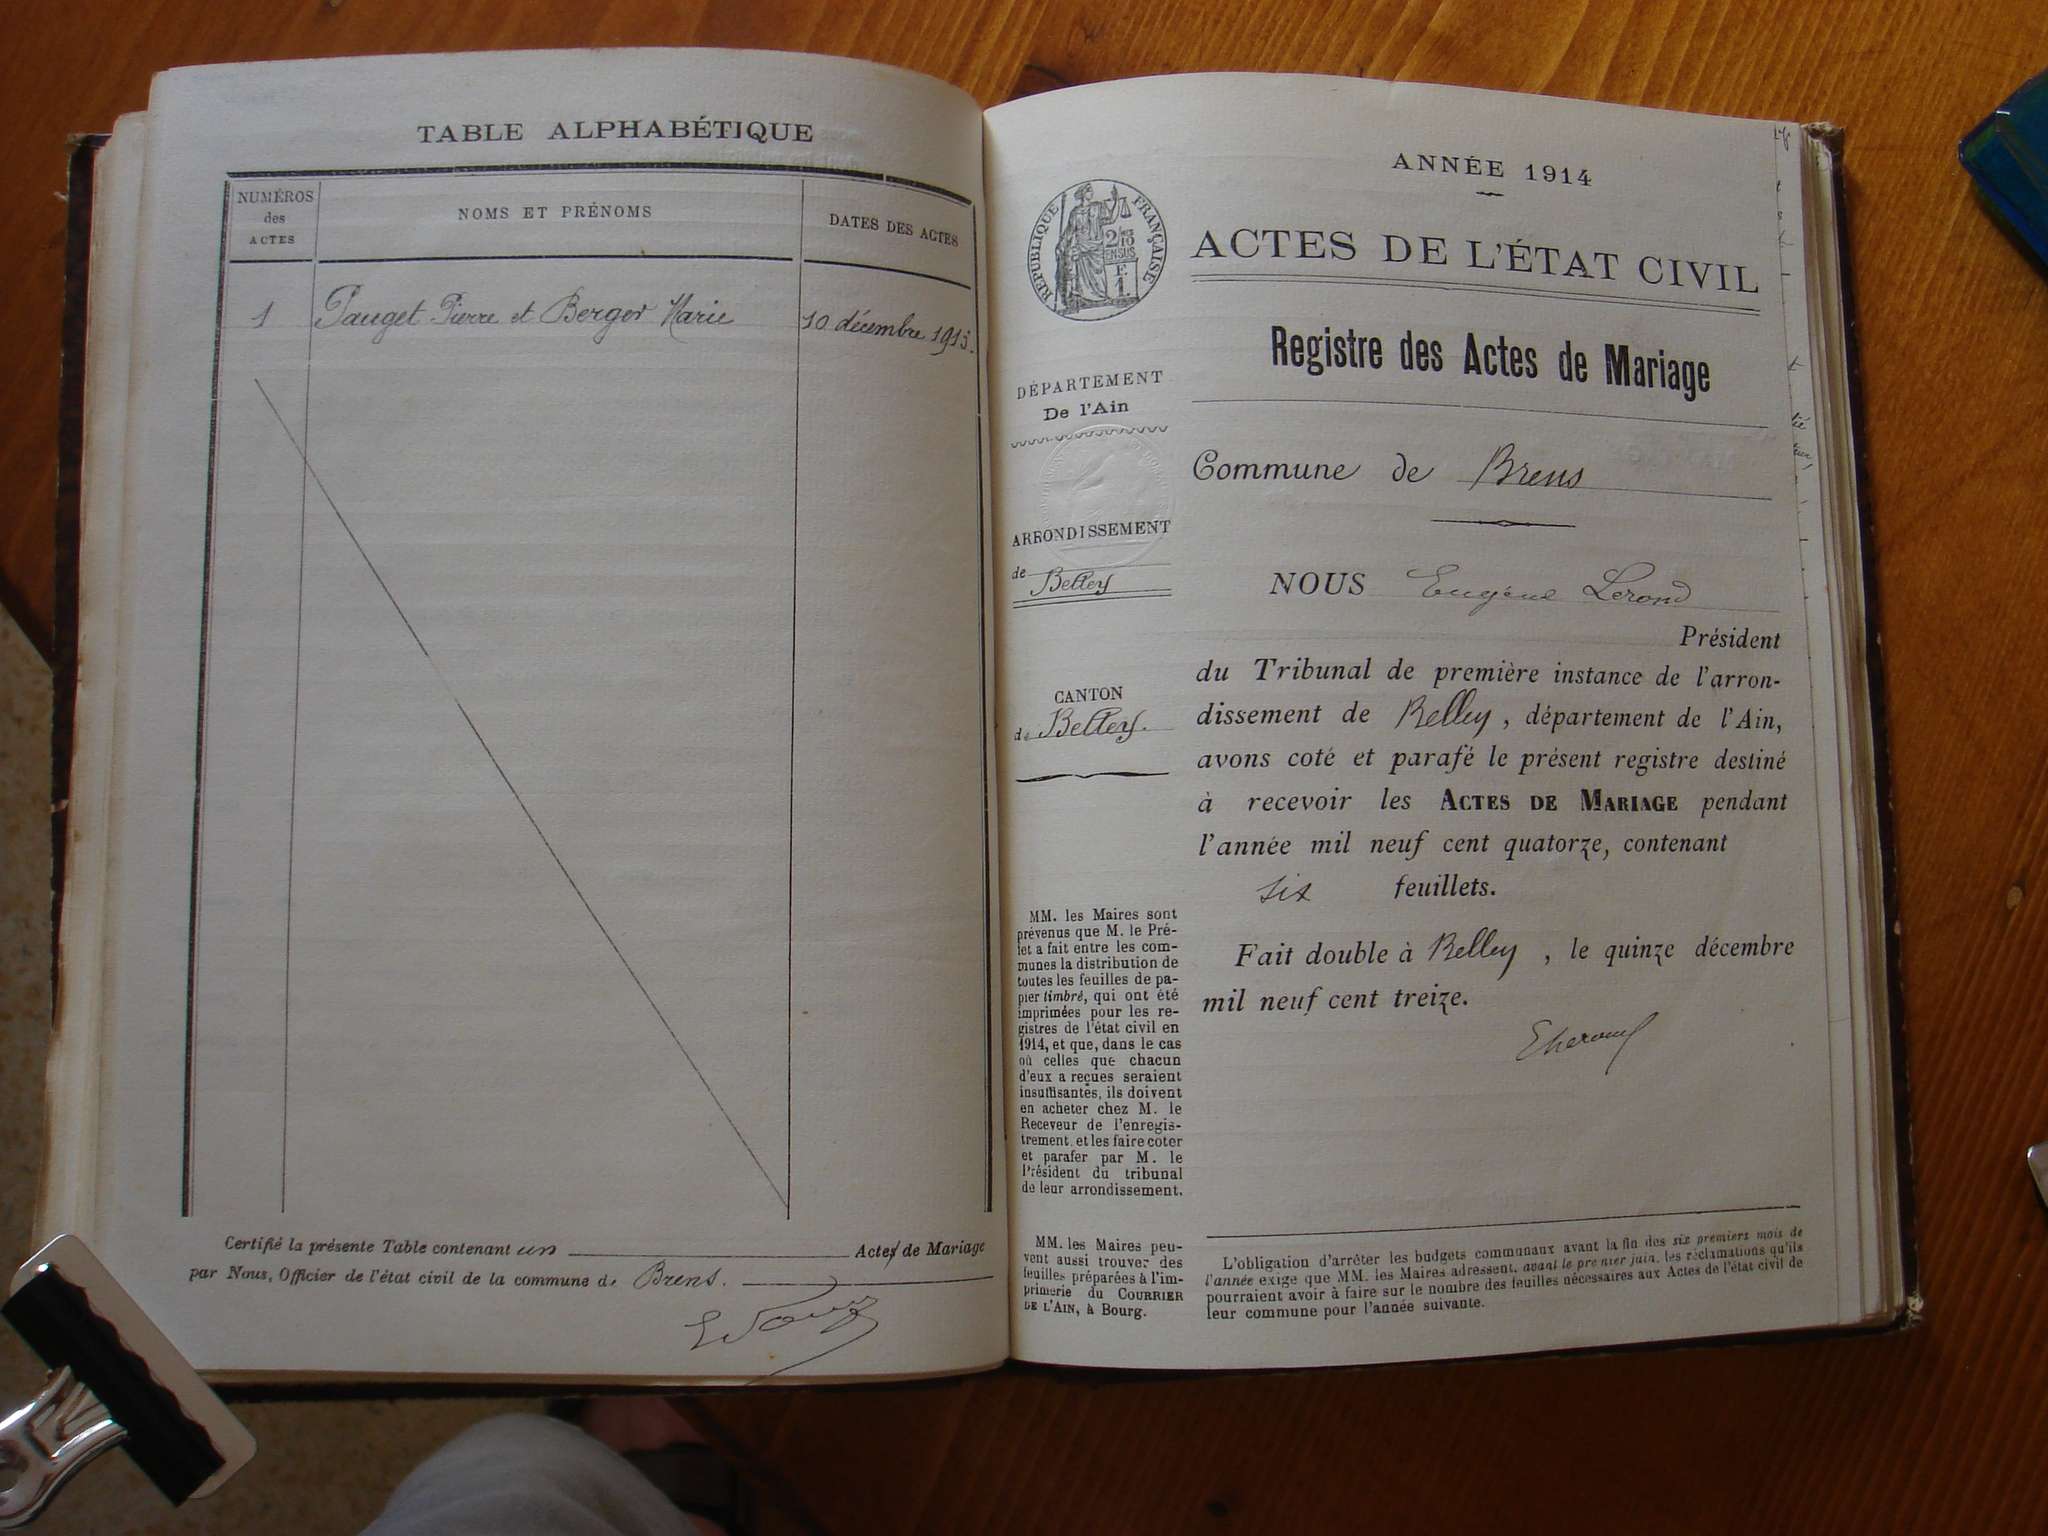 TABLE ALPHABÉTIQUE
NUMÉROS
des
ACTES
NOMS ET PRÉNOMS
DATES DES ACTES
1
Pauget Pierre et Berger Marie
10 décembre 1913.
Certifié la présente Table contenant un Actes de Mariage
par Nous, Officier de l'état civil de la commune de Brens.
ANNÉE 1914
RÉPUBLIQUE FRANÇAISE
2/10
EN SUS
F.
1.
ACTES DE L'ÉTAT CIVIL
Registre des Actes de Mariage
DÉPARTEMENT
De l'Ain
ARRONDISSEMENT
de Belley
CANTON
de Belley.
MM. les Maires sont
prévenus que M. le Pré-
fet a fait entre les com-
munes la distribution de
toutes les feuilles de pa-
pier timbré, qui ont été
imprimées pour les re-
gistres de l'état civil en
1914, et que, dans le cas
où celles que chacun
d'eux a reçues seraient
insuffisantes, ils doivent
en acheter chez M. le
Receveur de l'enregis-
trement, et les faire coter
et parafer par M. le
Président du tribunal
de leur arrondissement.
MM. les Maires peu-
vent aussi trouver des
feuilles préparées à l'im-
primerie du COURRIER
DE L'AIN, à Bourg.
Commune de Brens
NOUS Eugène Lerond
Président
du Tribunal de première instance de l'arron-
dissement de Belley, département de l'Ain,
avons coté et parafé le présent registre destiné
à recevoir les ACTES DE MARIAGE pendant
l'année mil neuf cent quatorze, contenant
six feuillets.
Fait double à Belley, le quinze décembre
mil neuf cent treize.
L'obligation d'arrêter les budgets communaux avant la fin des six premiers mois de
l'année exige que MM. les Maires adressent, avant le premier juin, les réclamations qu'ils
pourraient avoir à faire sur le nombre des feuilles nécessaires aux Actes de l'état civil de
leur commune pour l'année suivante.